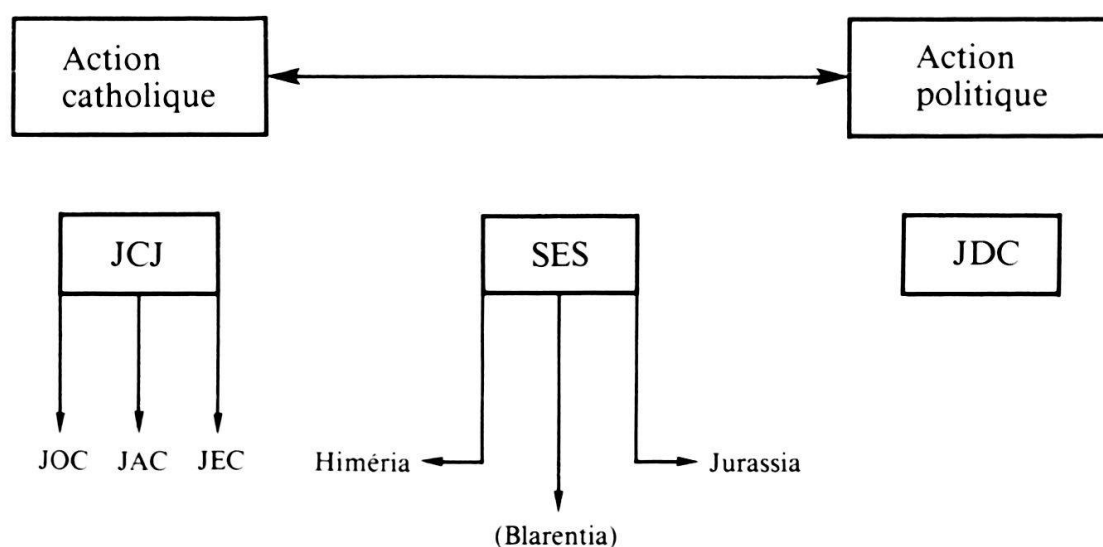 Action
catholique
Action
politique
JCJ
SES
JDC
JOC
JAC
JEC
Himéria
Jurassia
(Blarentia)